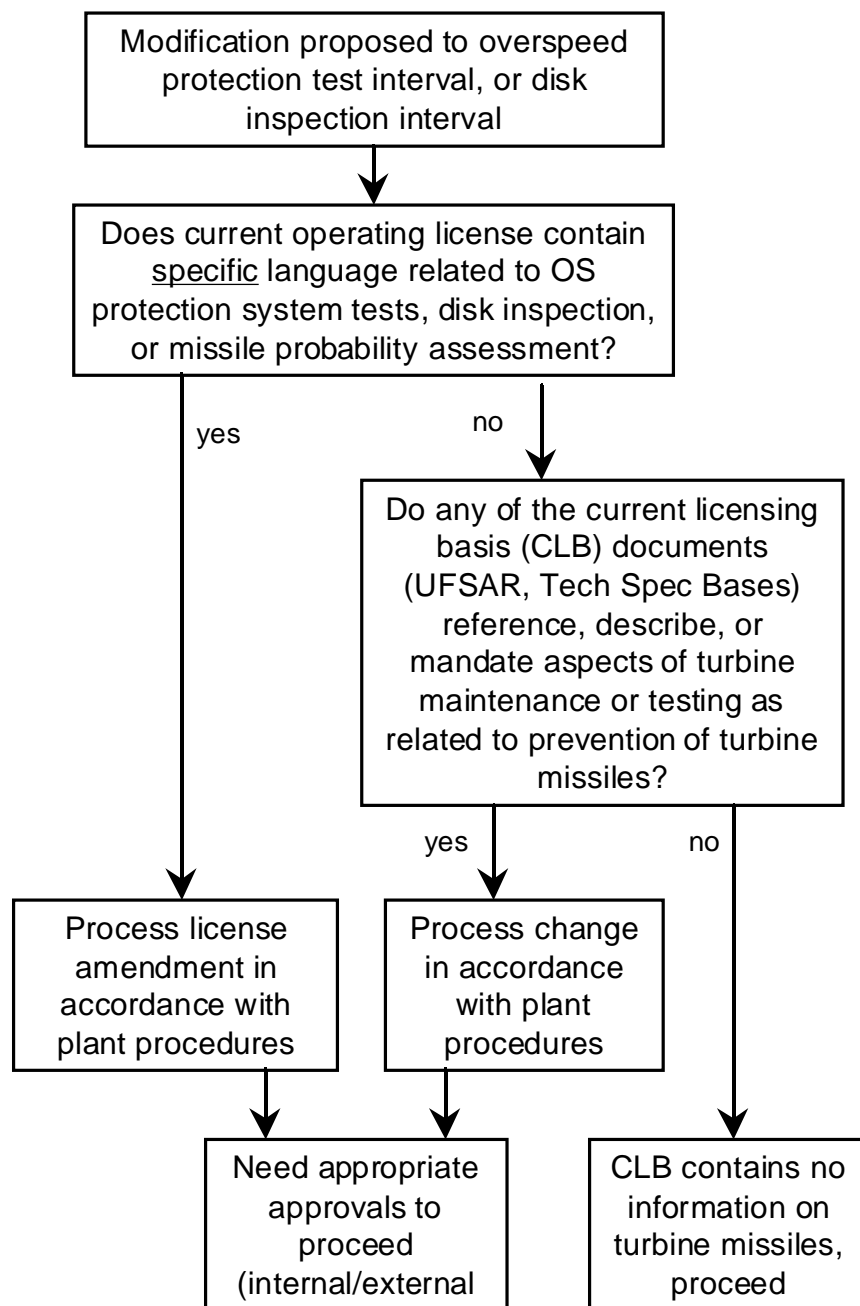 Modification proposed to overspeed
protection test interval, or disk
inspection interval
Does current operating license contain
specific language related to OS
protection system tests, disk inspection,
or missile probability assessment?
yes
no
Do any of the current licensing
basis (CLB) documents
(UFSAR, Tech Spec Bases)
reference, describe, or
mandate aspects of turbine
maintenance or testing as
related to prevention of turbine
missiles?
yes
no
Process license
amendment in
accordance with
plant procedures
Process change
in accordance
with plant
procedures
Need appropriate
approvals to
proceed
(internal/external
CLB contains no
information on
turbine missiles,
proceed